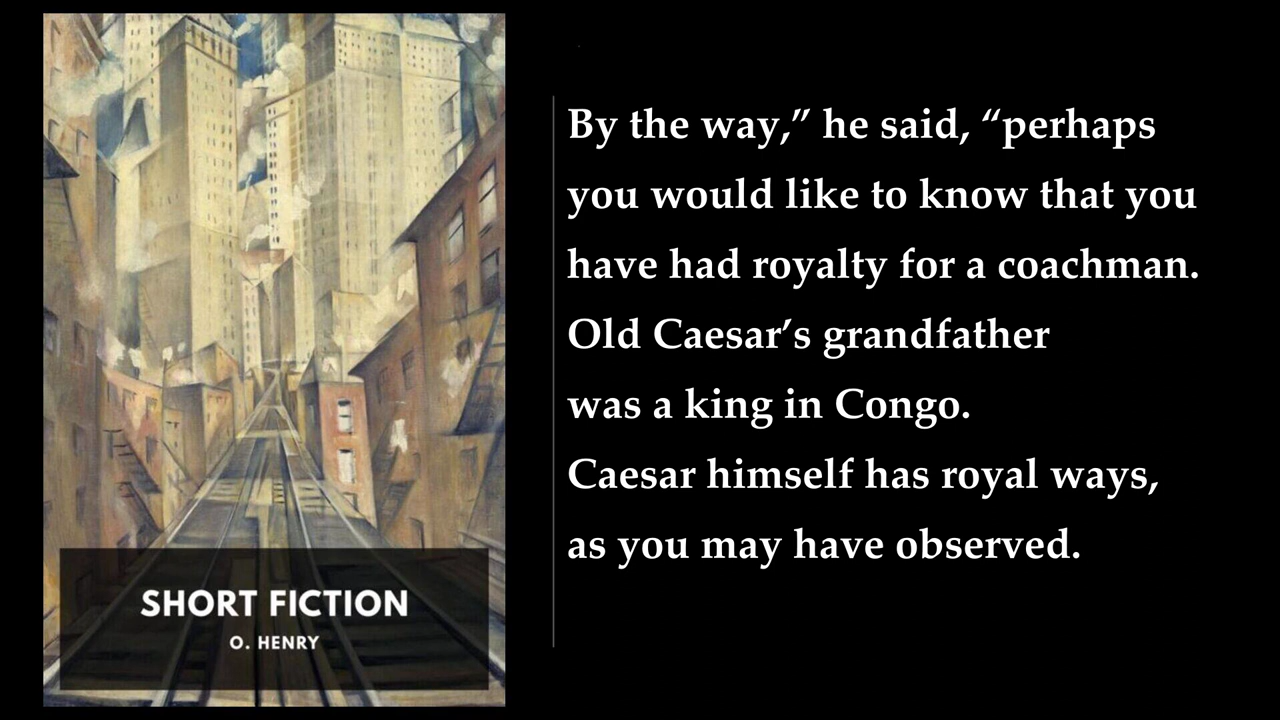 SHORT FICTION
O. HENRY
By the way,” he said, “perhaps
you would like to know that you
have had royalty for a coachman.
Old Caesar’s grandfather
was a king in Congo.
Caesar himself has royal ways,
as you may have observed.